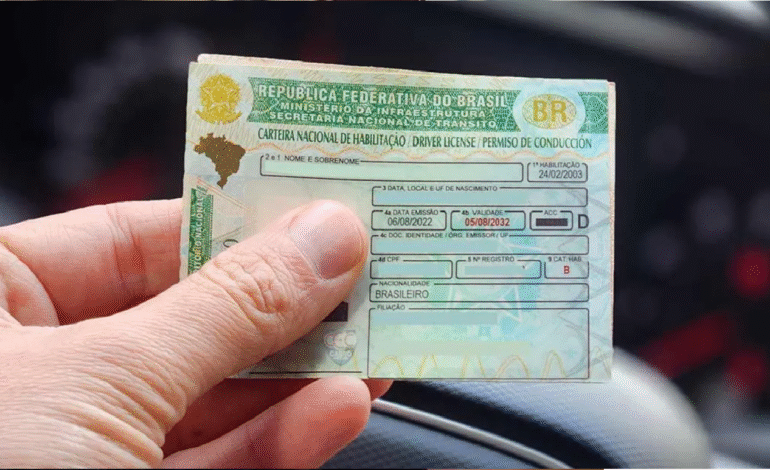 REPÚBLICA FEDERATIVA DO BRASIL
MINISTÉRIO DA INFRAESTRUTURA
SECRETARIA NACIONAL DE TRÂNSITO
BR
CARTEIRA NACIONAL DE HABILITAÇÃO / DRIVER LICENSE / PERMISO DE CONDUCCIÓN
2 e 1 NOME E SOBRENOME
1ª HABILITAÇÃO
24/02/2003
3 DATA, LOCAL E UF DE NASCIMENTO
4a DATA EMISSÃO
06/08/2022
4b VALIDADE
05/08/2032
ACC
D
4c DOC. IDENTIDADE / ÓRG. EMISSOR / UF
4d CPF
5 Nº REGISTRO
9 CAT. HAB.
B
NACIONALIDADE
BRASILEIRO
FILIAÇÃO
TÓRIO NACIONAL